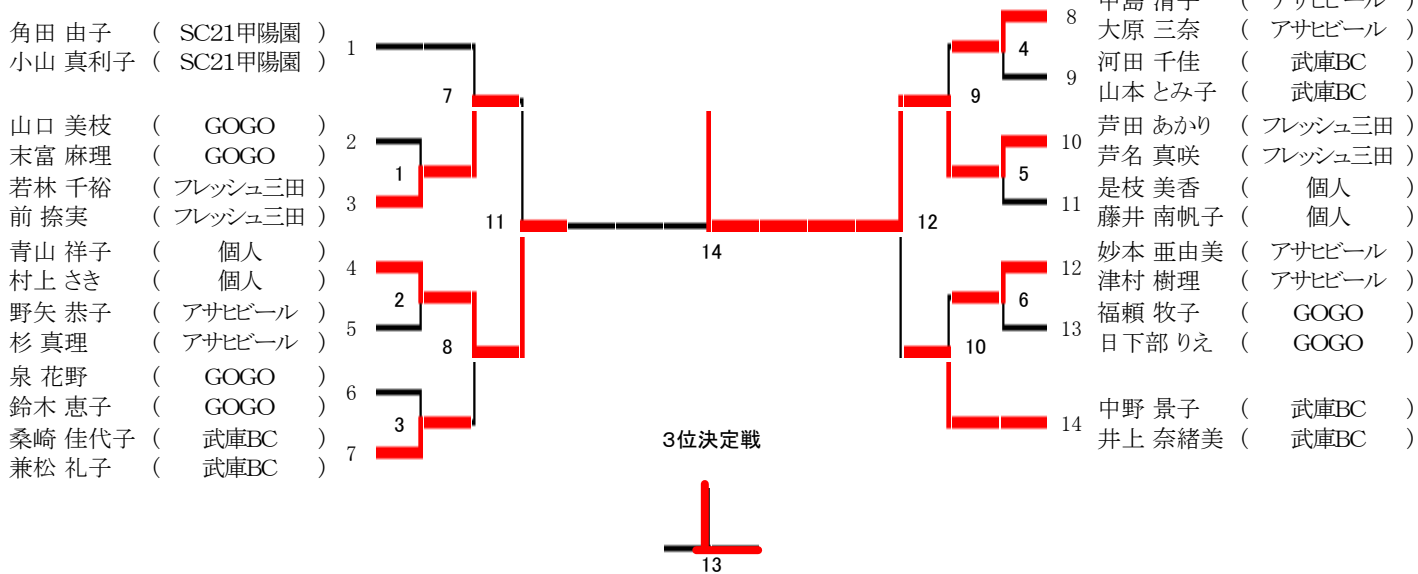 角田 由子 ( SC21甲陽園 ) 1
小山 真利子 ( SC21甲陽園 )
7
山口 美枝 ( GOGO ) 2
末富 麻理 ( GOGO )
1
若林 千裕 ( フレッシュ三田 ) 3
前 捺実 ( フレッシュ三田 )
11
青山 祥子 ( 個人 ) 4
村上 さき ( 個人 )
2
野矢 恭子 ( アサヒビール ) 5
杉 真理 ( アサヒビール )
8
泉 花野 ( GOGO ) 6
鈴木 恵子 ( GOGO )
3
桑崎 佳代子 ( 武庫BC ) 7
兼松 礼子 ( 武庫BC )
14
3位決定戦
13
中島 清子 ( アサヒビール ) 8
大原 三奈 ( アサヒビール )
4
河田 千佳 ( 武庫BC ) 9
山本 とみ子 ( 武庫BC )
9
芦田 あかり ( フレッシュ三田 ) 10
芦名 真咲 ( フレッシュ三田 )
5
是枝 美香 ( 個人 ) 11
藤井 南帆子 ( 個人 )
12
妙本 亜由美 ( アサヒビール ) 12
津村 樹理 ( アサヒビール )
6
福頼 牧子 ( GOGO ) 13
日下部 りえ ( GOGO )
10
中野 景子 ( 武庫BC ) 14
井上 奈緒美 ( 武庫BC )